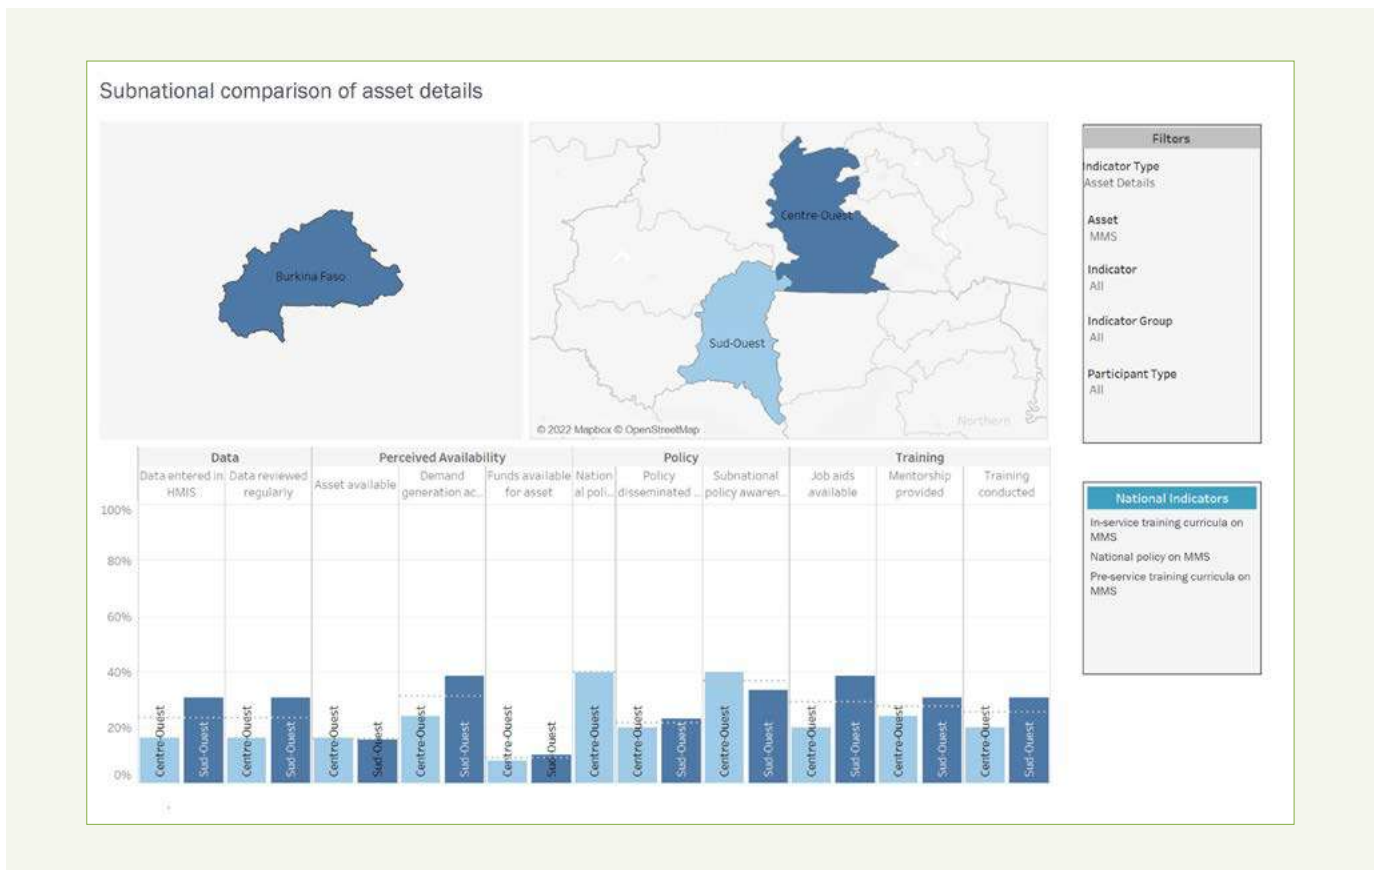 Subnational comparison of asset details
Burkina Faso
Centre-Ouest
Sud-Ouest
Northern
© 2022 Mapbox © OpenStreetMap
Filters
Indicator Type
Asset Details
Asset
MMS
Indicator
All
Indicator Group
All
Participant Type
All
Data
Perceived Availability
Policy
Training
Data entered in
HMIS
Data reviewed
regularly
Asset available
Demand
generation ac..
Funds available
for asset
Nation
al poli..
Policy
disseminated ..
Subnational
policy awaren..
Job aids
available
Mentorship
provided
Training
conducted
100%
80%
60%
40%
20%
0%
Centre-Ouest
Sud-Ouest
Centre-Ouest
Sud-Ouest
Centre-Ouest
Sud-Ouest
Centre-Ouest
Sud-Ouest
Centre-Ouest
Sud-Ouest
Centre-Ouest
Centre-Ouest
Sud-Ouest
Centre-Ouest
Sud-Ouest
Centre-Ouest
Sud-Ouest
Centre-Ouest
Sud-Ouest
Centre-Ouest
Sud-Ouest
National Indicators
In-service training curricula on
MMS
National policy on MMS
Pre-service training curricula on
MMS